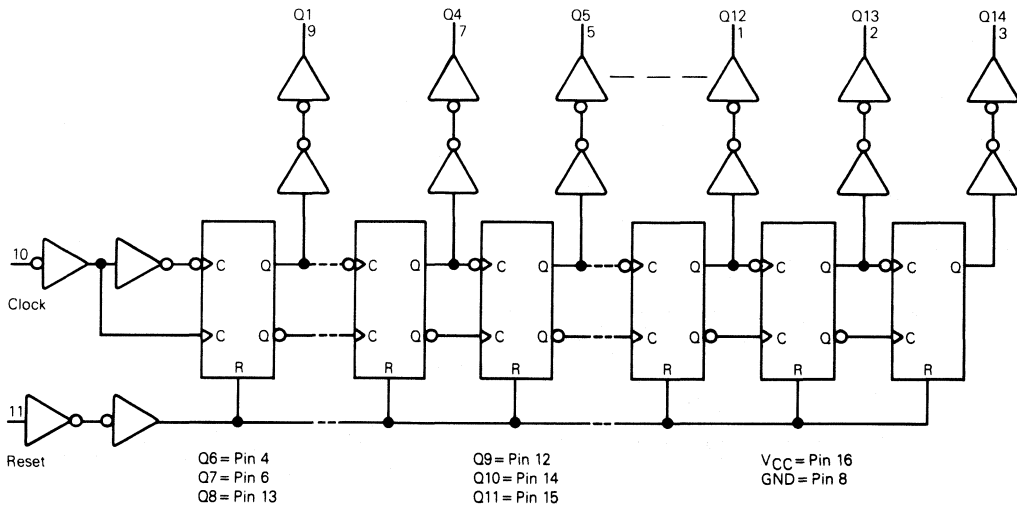 Q1 Q4 Q5 Q12 Q13 Q14
9 7 5 1 2 3
10 C Q C Q C Q C Q C Q C Q
Clock
C Q C Q C Q C Q C Q C
R R R R R R
11
Reset
Q6 = Pin 4 Q9 = Pin 12 VCC = Pin 16
Q7 = Pin 6 Q10 = Pin 14 GND = Pin 8
Q8 = Pin 13 Q11 = Pin 15